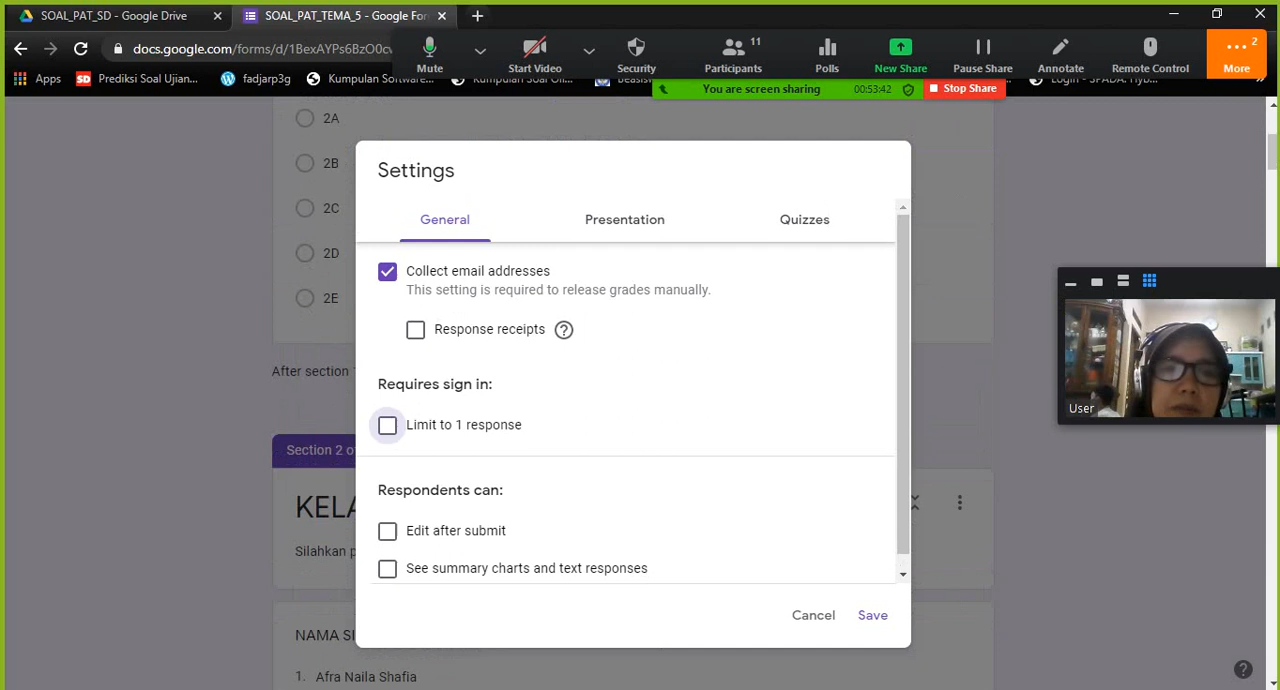 SOAL_PAT_SD - Google Drive
SOAL_PAT_TEMA_5 - Google For
docs.google.com/forms/d/1BexAYPs6BzO0cv
Mute
Start Video
Security
Participants
11
Polls
New Share
Pause Share
Annotate
Remote Control
More
2
Apps
SD Prediksi Soal Ujian...
fadjarp3g
Kumpulan Software...
Kumpulan Soal
You are screen sharing
00:53:42
Stop Share
2A
2B
2C
2D
2E
After section
Section 2 o
KELA
Silahkan p
NAMA SI
1. Afra Naila Shafia
Settings
General
Presentation
Quizzes
Collect email addresses
This setting is required to release grades manually.
Response receipts
Requires sign in:
Limit to 1 response
Respondents can:
Edit after submit
See summary charts and text responses
Cancel
Save
User